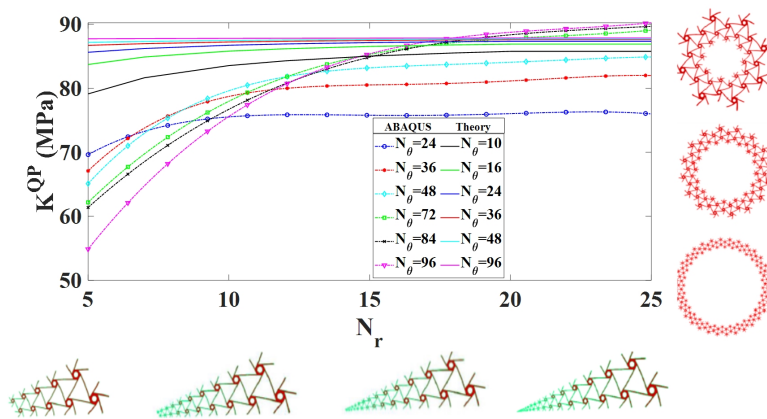 90
80
70
60
50
K^QP (MPa)
5 10 15 20 25
N_r
ABAQUS Theory
N_θ=24 N_θ=10
N_θ=36 N_θ=16
N_θ=48 N_θ=24
N_θ=72 N_θ=36
N_θ=84 N_θ=48
N_θ=96 N_θ=96